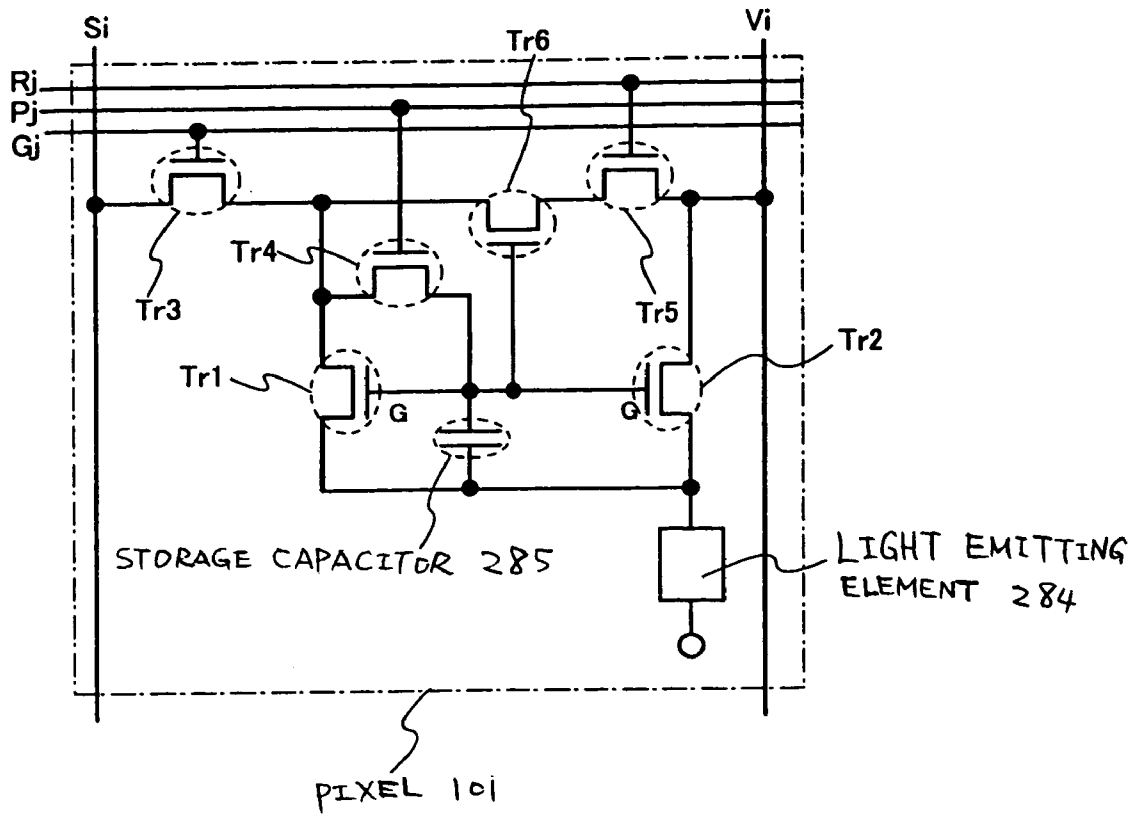 Si
Vi
Tr6
Rj
Pj
Gj
Tr4
Tr3
Tr5
Tr2
Tr1
G
G
STORAGE CAPACITOR 285
LIGHT EMITTING
ELEMENT 284
PIXEL 101